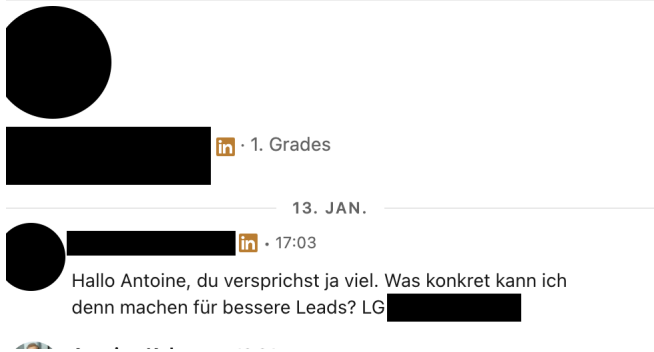 in · 1. Grades
13. JAN.
in • 17:03
Hallo Antoine, du versprichst ja viel. Was konkret kann ich
denn machen für bessere Leads? LG